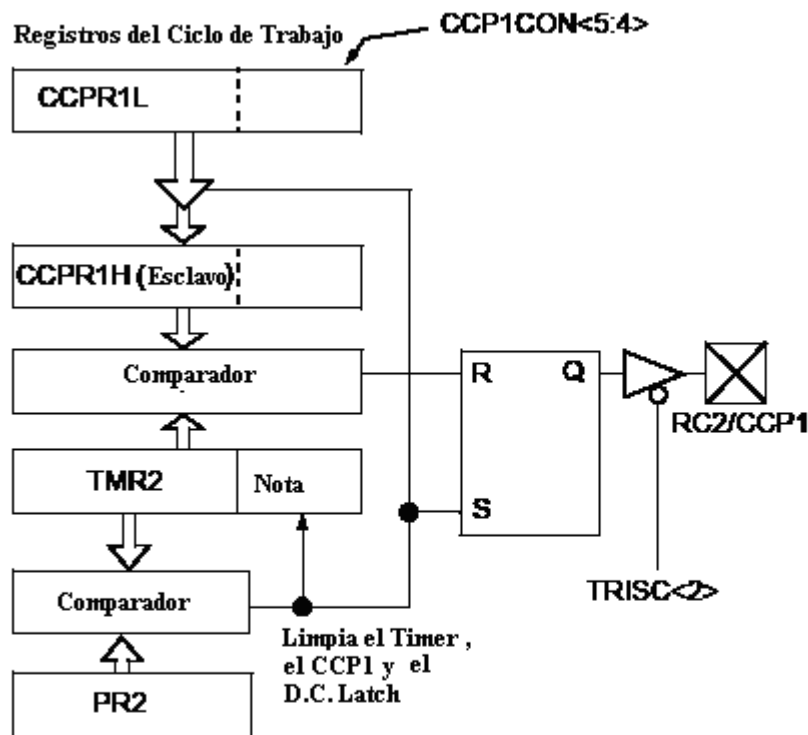 Registros del Ciclo de Trabajo
CCP1CON<5:4>
CCPR1L
CCPR1H (Esclavo)
Comparador
R
Q
RC2/CCP1
TMR2
Nota
S
Comparador
TRISC<2>
Limpia el Timer ,
el CCP1 y el
D.C. Latch
PR2